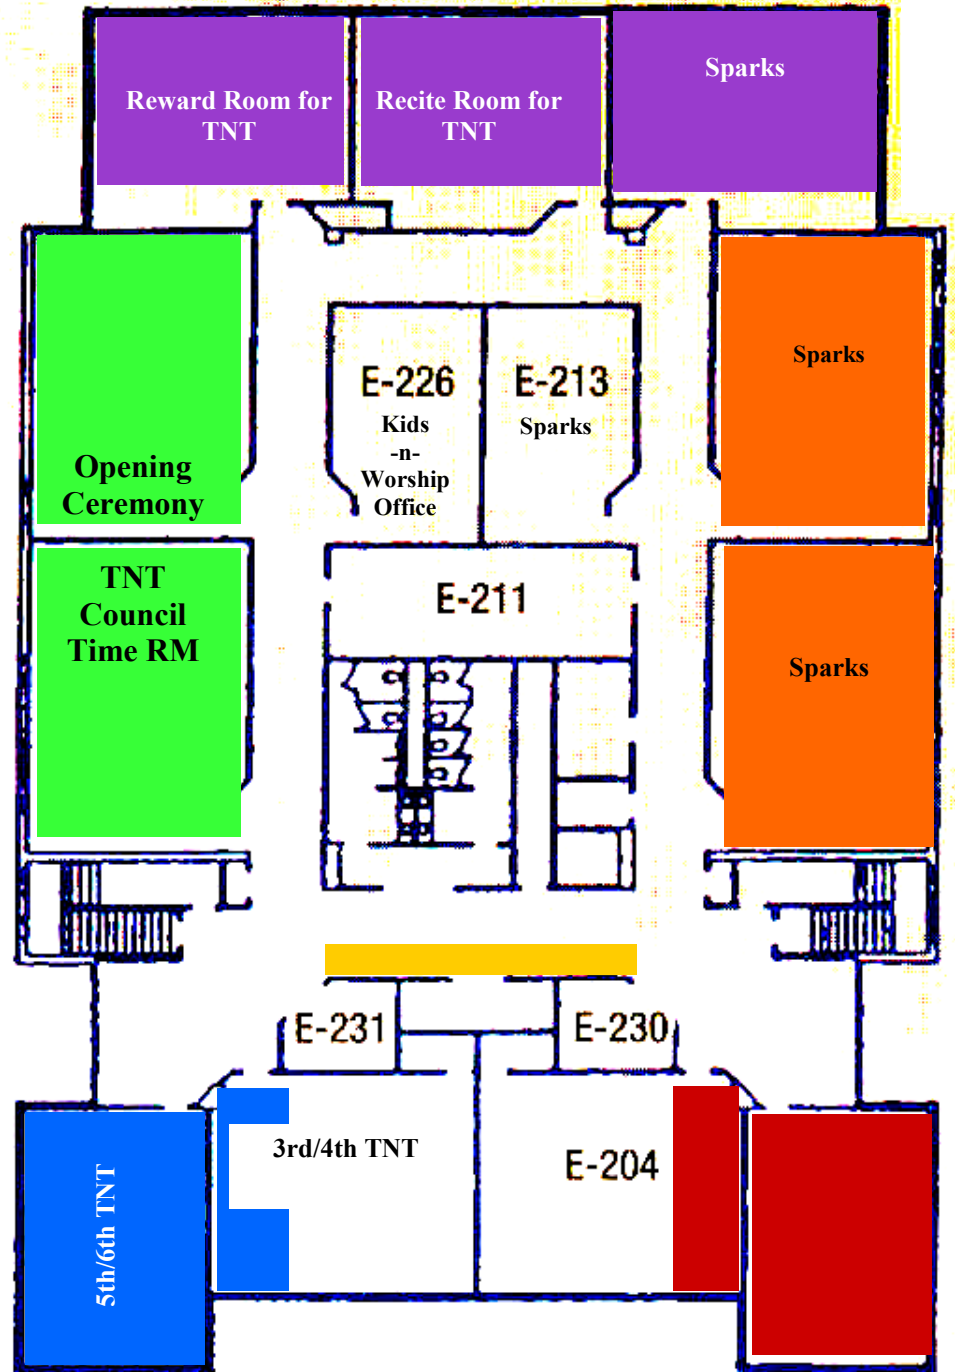 Reward Room for
TNT
Recite Room for
TNT
Sparks
Opening
Ceremony
E-226
Kids
-n-
Worship
Office
E-213
Sparks
Sparks
TNT
Council
Time RM
E-211
Sparks
E-231
E-230
5th/6th TNT
3rd/4th TNT
E-204